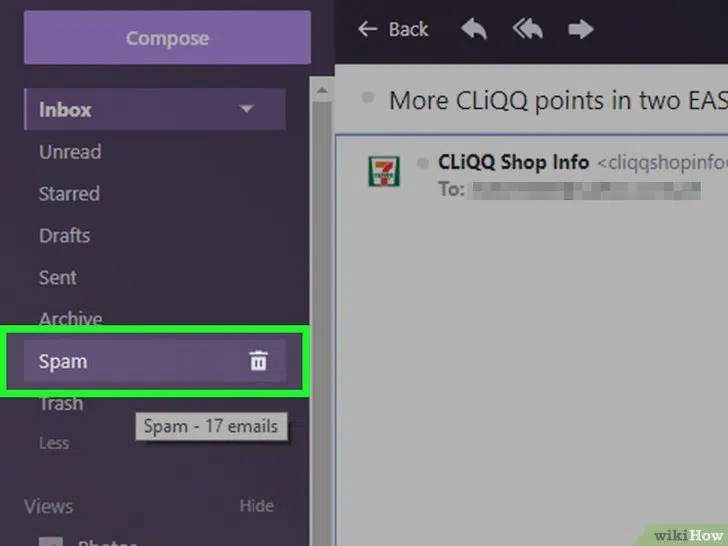 Compose
Back
Inbox
More CLiQQ points in two EAS
Unread
CLiQQ Shop Info <cliqqshopinfo
To:
Starred
Drafts
Sent
Archive
Spam
Trash
Spam - 17 emails
Less
Views Hide
Photos
wikiHow